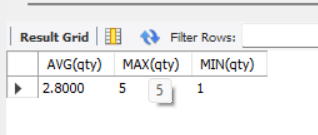 Result Grid Filter Rows:
AVG(qty) MAX(qty) MIN(qty)
2.8000 5 5 1